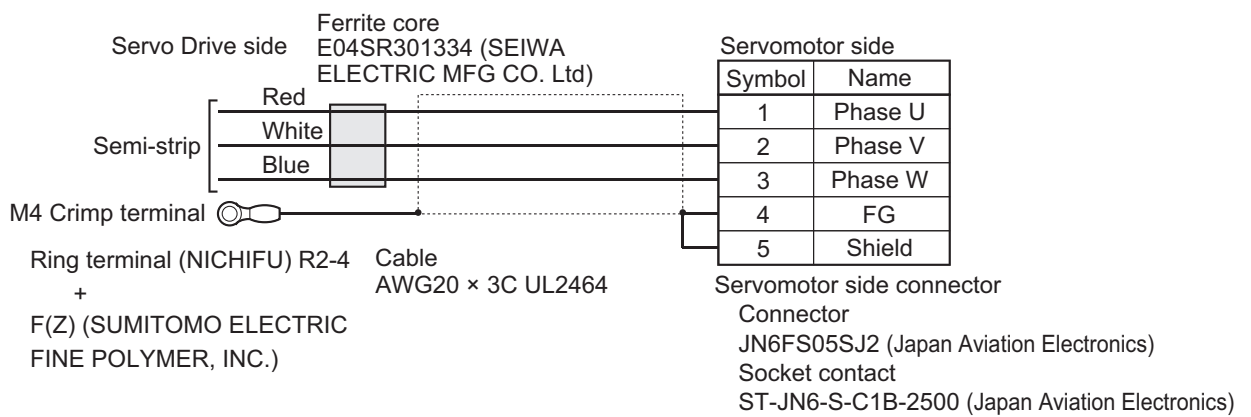 Servo Drive side
Ferrite core
E04SR301334 (SEIWA
ELECTRIC MFG CO. Ltd)
Servomotor side
Symbol Name
Red
1 Phase U
White
2 Phase V
Semi-strip
Blue
3 Phase W
M4 Crimp terminal
4 FG
5 Shield
Ring terminal (NICHIFU) R2-4
+
F(Z) (SUMITOMO ELECTRIC
FINE POLYMER, INC.)
Cable
AWG20 × 3C UL2464
Servomotor side connector
Connector
JN6FS05SJ2 (Japan Aviation Electronics)
Socket contact
ST-JN6-S-C1B-2500 (Japan Aviation Electronics)